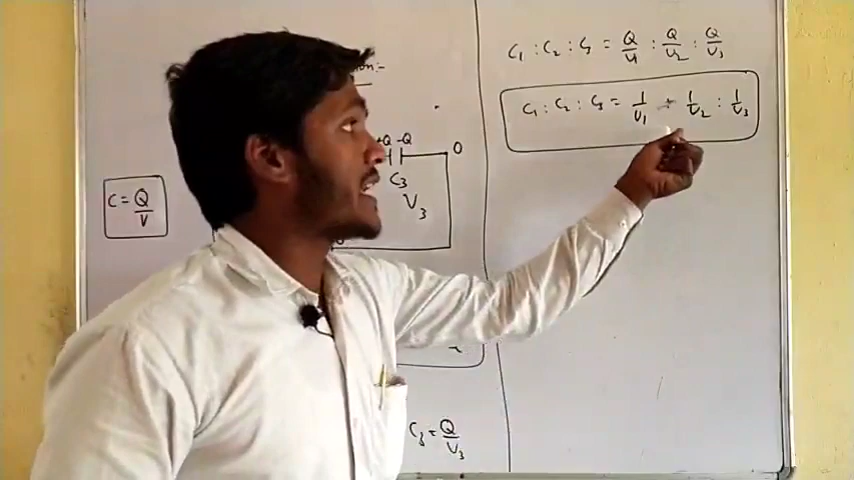 C = Q/V
+Q -Q
0
C₃
V₃
C₃ = Q/V₃
C₁ : C₂ : C₃ = Q/V₁ : Q/V₂ : Q/V₃
C₁ : C₂ : C₃ = 1/V₁ : 1/V₂ : 1/V₃